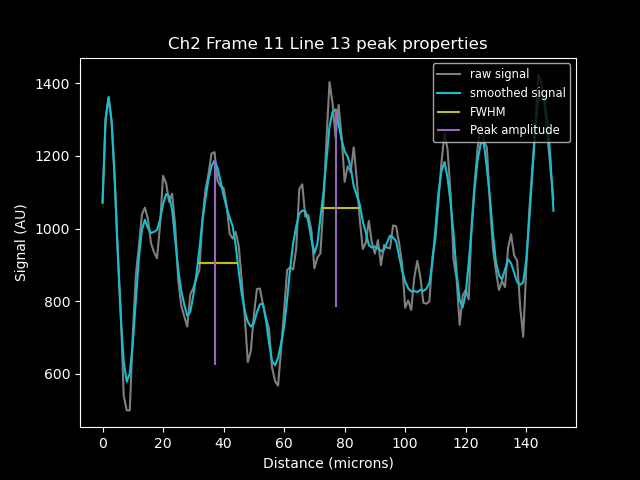 Ch2 Frame 11 Line 13 peak properties
raw signal
smoothed signal
FWHM
Peak amplitude
Signal (AU)
1400
1200
1000
800
600
0 20 40 60 80 100 120 140
Distance (microns)